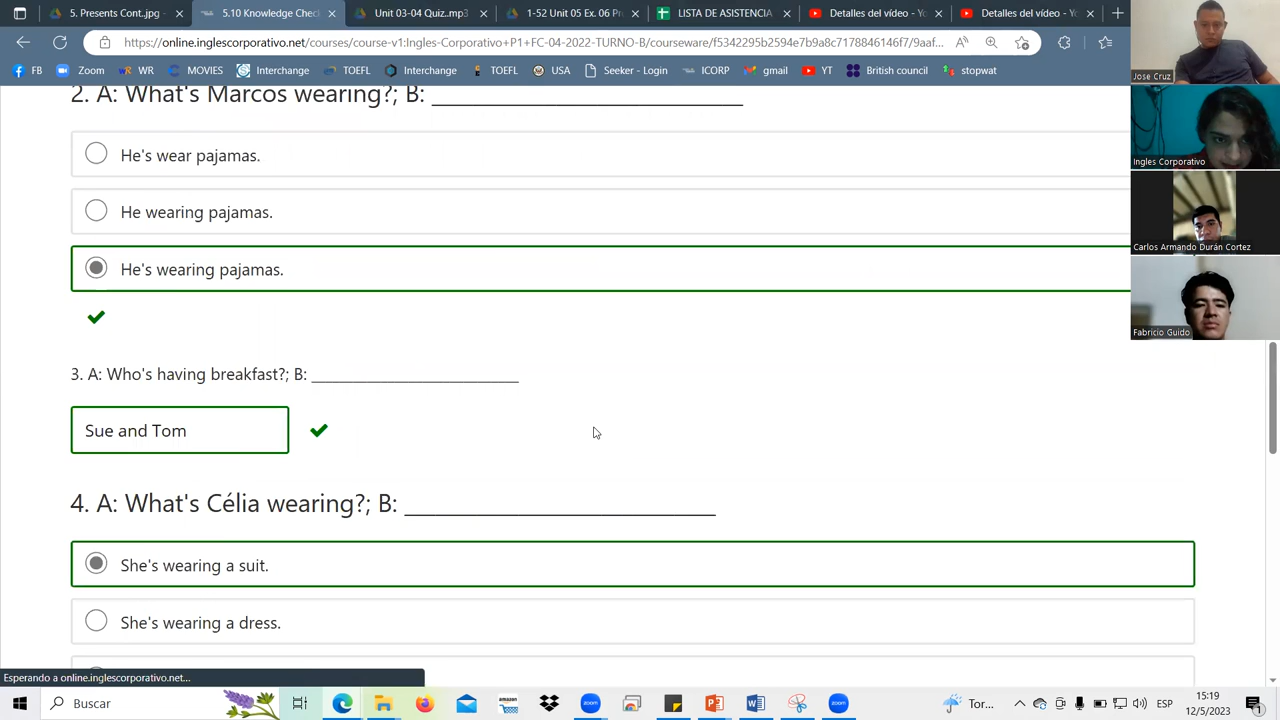 5. Presents Cont..jpg -
5.10 Knowledge Chec
Unit 03-04 Quiz.mp3 -
1-52 Unit 05 Ex. 06 Pr
LISTA DE ASISTENCIA
Detalles del vídeo - Yo
Detalles del vídeo - Yo
https://online.inglescorporativo.net/courses/course-v1:Ingles-Corporativo+P1+FC-04-2022-TURNO-B/courseware/f5342295b2594e7b9a8c7178846146f7/9aaf...
FB
Zoom
WR
MOVIES
Interchange
TOEFL
Interchange
TOEFL
USA
Seeker - Login
ICORP
gmail
YT
British council
stopwat
Jose Cruz
Ingles Corporativo
Carlos Armando Durán Cortez
Fabricio Guido
2. A: What's Marcos wearing?; B: ____________________
He's wear pajamas.
He wearing pajamas.
He's wearing pajamas.
3. A: Who's having breakfast?; B: ____________________
Sue and Tom
4. A: What's Célia wearing?; B: ____________________
She's wearing a suit.
She's wearing a dress.
Esperando a online.inglescorporativo.net...
Buscar
amazon
zoom
zoom
Tor...
ESP
15:19
12/5/2023
1